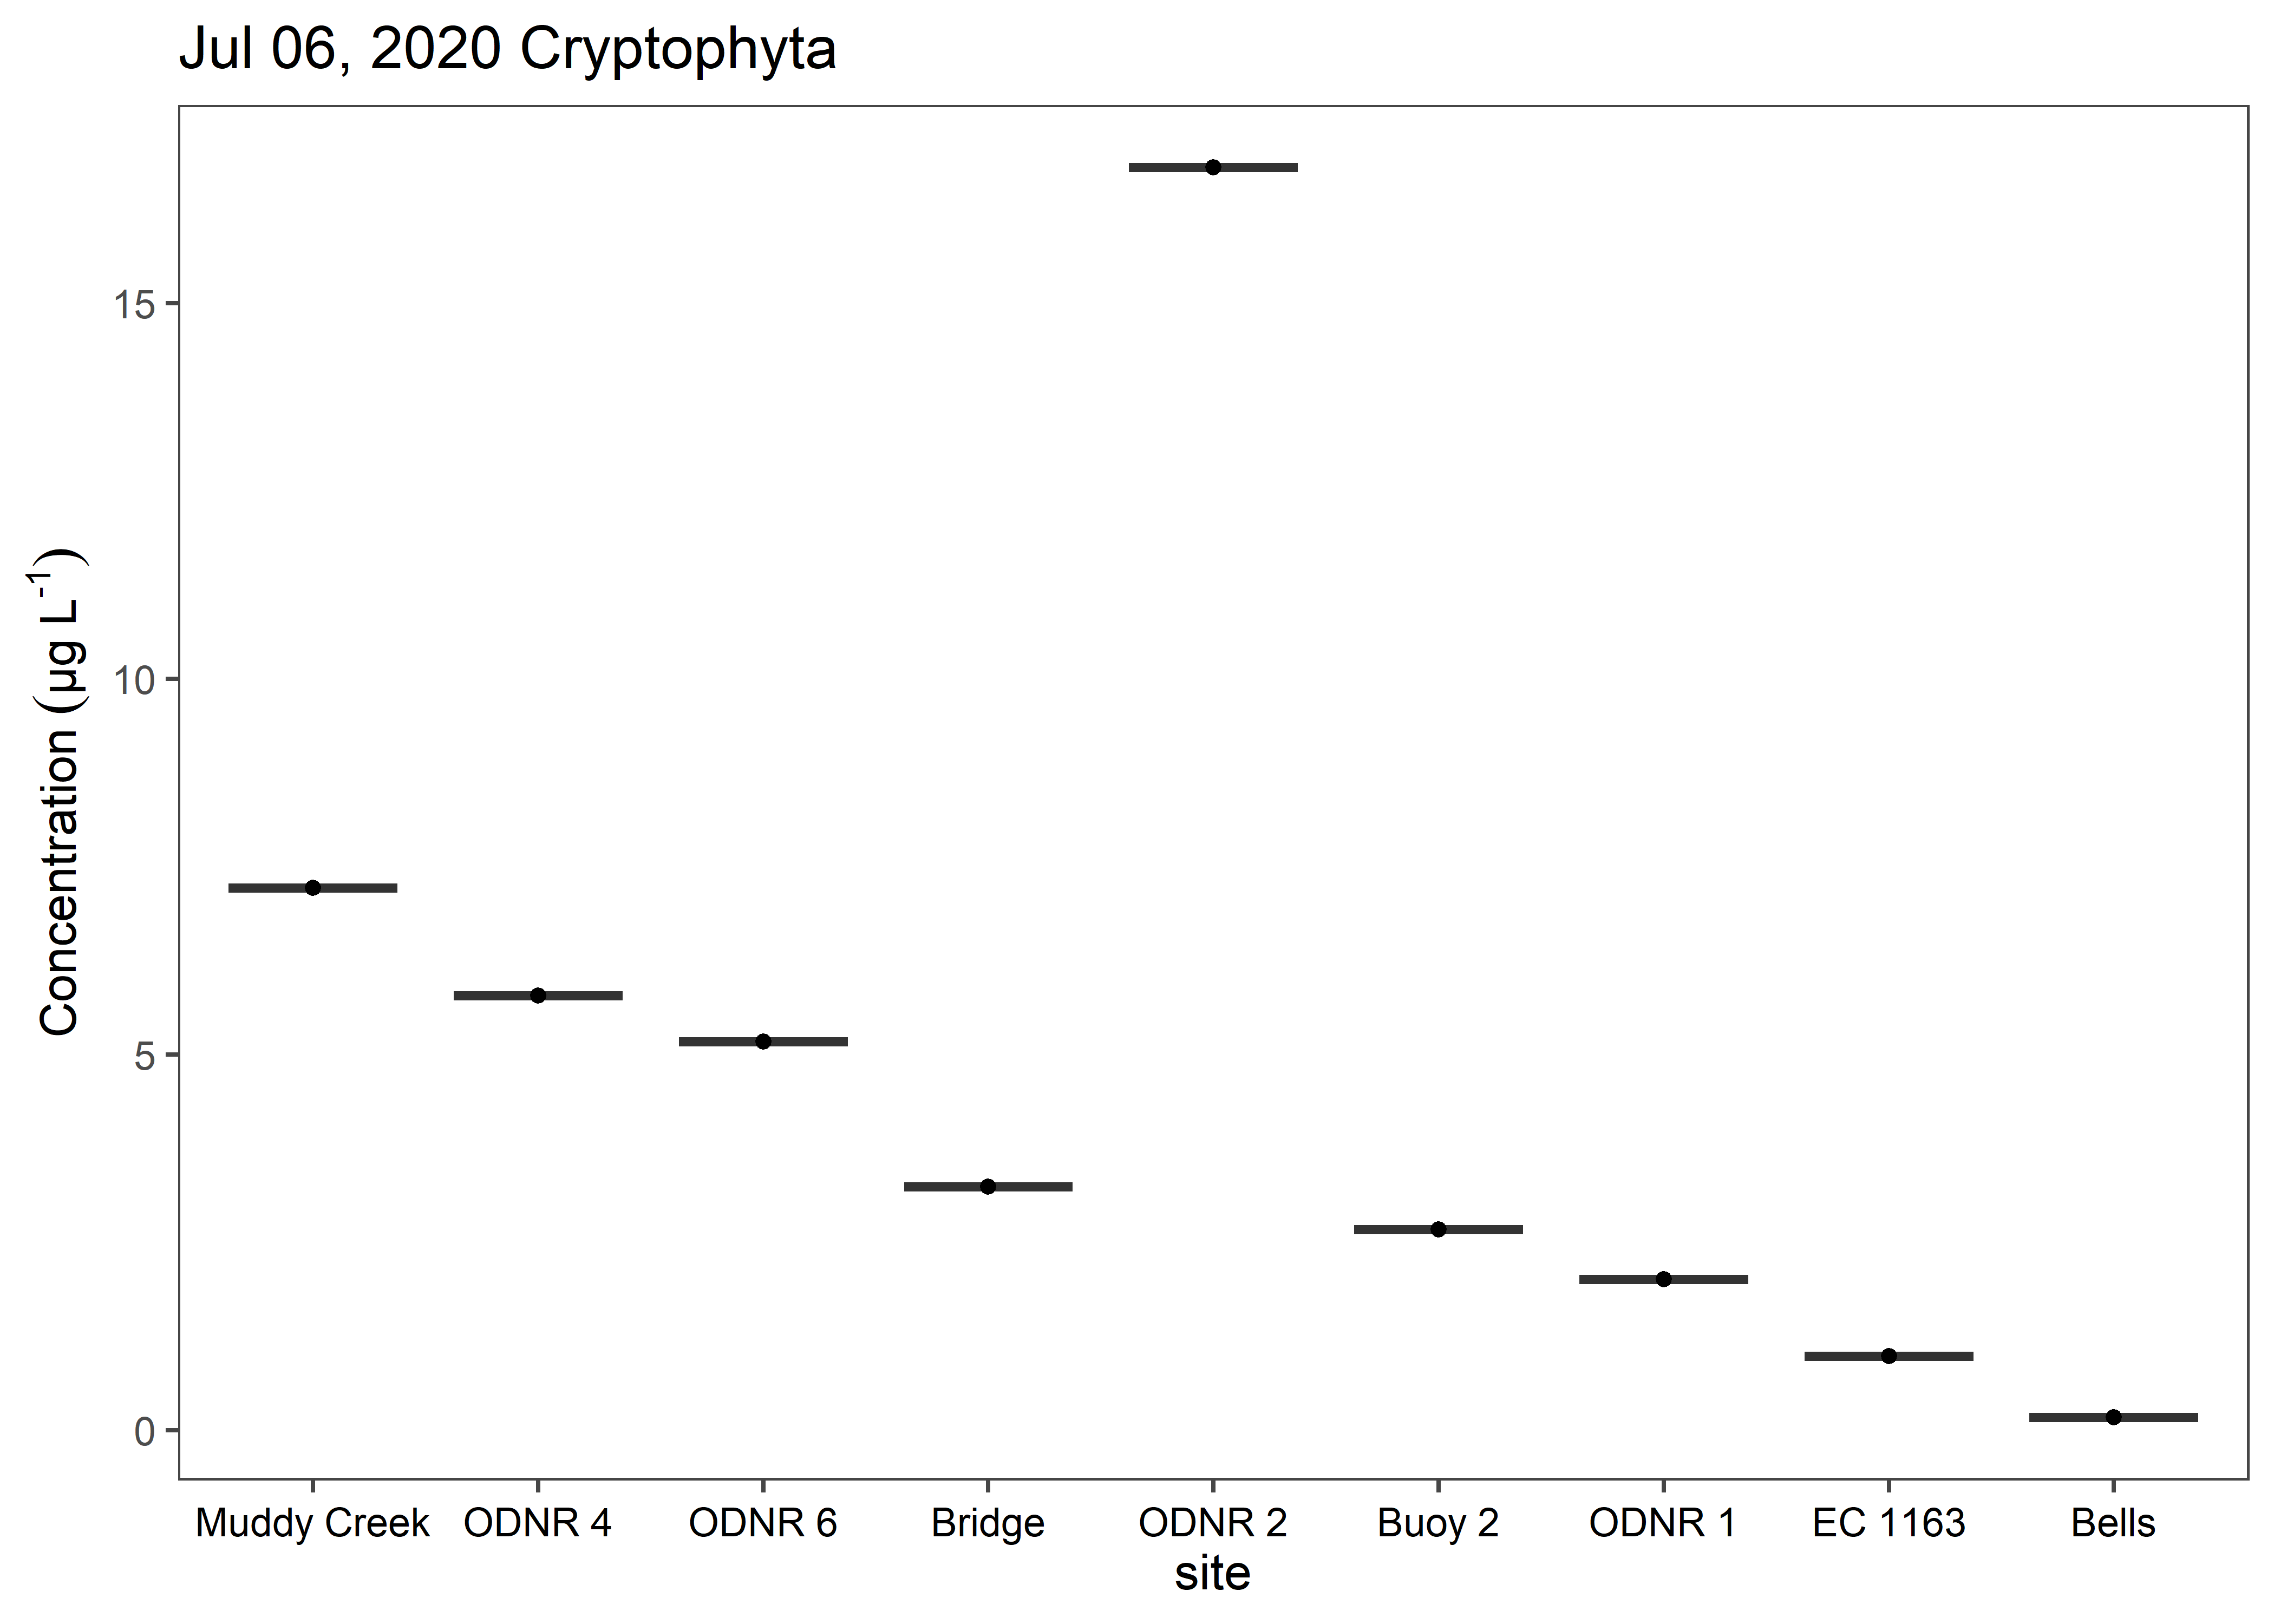 Jul 06, 2020 Cryptophyta
Concentration (µg L⁻¹)
15
10
5
0
Muddy Creek ODNR 4 ODNR 6 Bridge ODNR 2 Buoy 2 ODNR 1 EC 1163 Bells
site